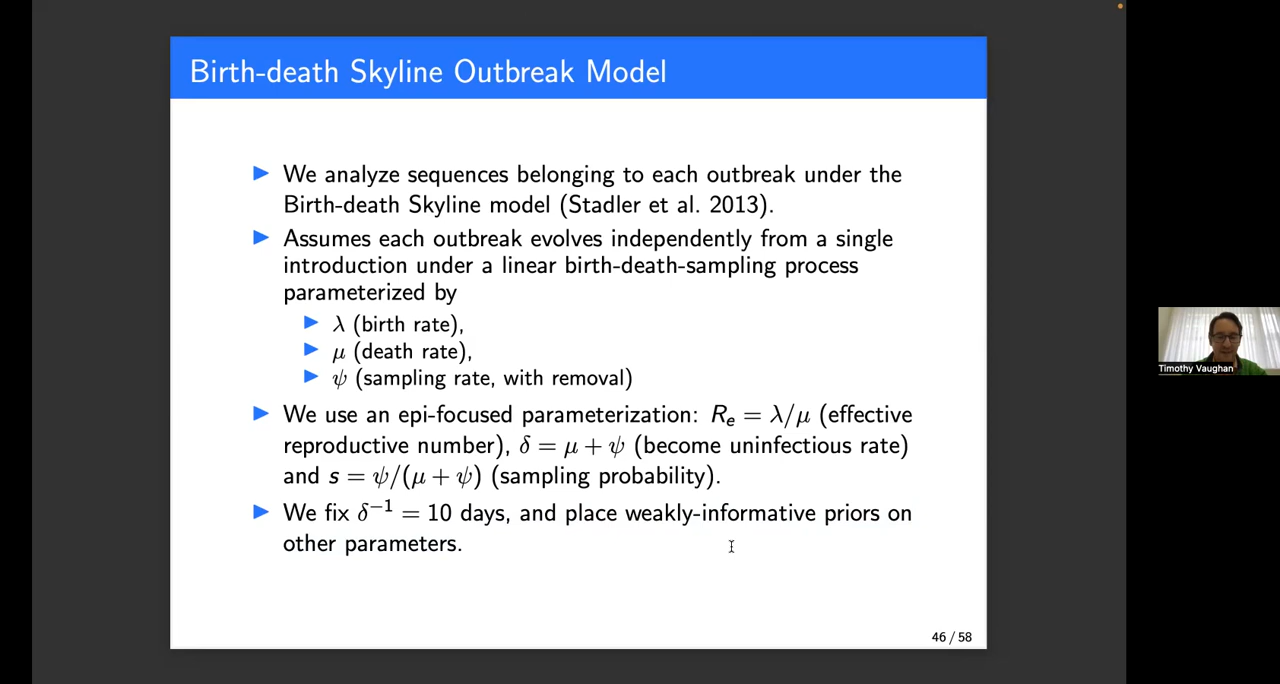 Birth-death Skyline Outbreak Model
▶ We analyze sequences belonging to each outbreak under the
Birth-death Skyline model (Stadler et al. 2013).
▶ Assumes each outbreak evolves independently from a single
introduction under a linear birth-death-sampling process
parameterized by
▶ λ (birth rate),
▶ μ (death rate),
▶ ψ (sampling rate, with removal)
▶ We use an epi-focused parameterization: Rₑ = λ/μ (effective
reproductive number), δ = μ + ψ (become uninfectious rate)
and s = ψ/(μ + ψ) (sampling probability).
▶ We fix δ⁻¹ = 10 days, and place weakly-informative priors on
other parameters.
46 / 58
Timothy Vaughan